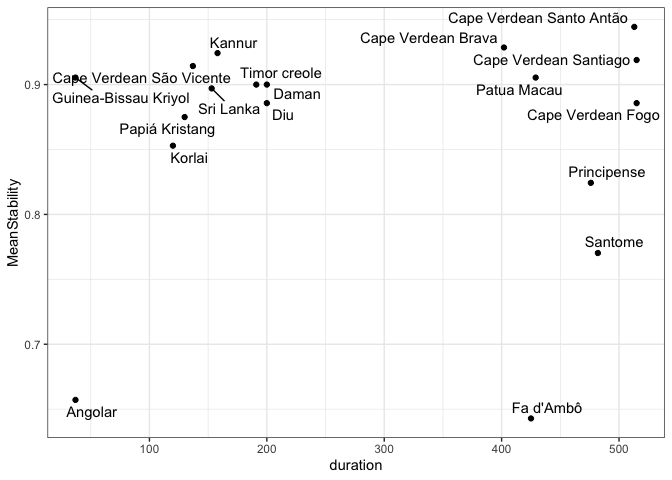 Cape Verdean Santo Antão
Kannur
Cape Verdean Brava
Cape Verdean Santiago
Timor creole
Cape Verdean São Vicente
0.9
Patua Macau
Daman
Guinea-Bissau Kriyol
Sri Lanka
Diu
Cape Verdean Fogo
Papiá Kristang
Korlai
Principense
0.8
Santome
0.7
Angolar
Fa d'Ambô
MeanStability
100
200
300
400
500
duration